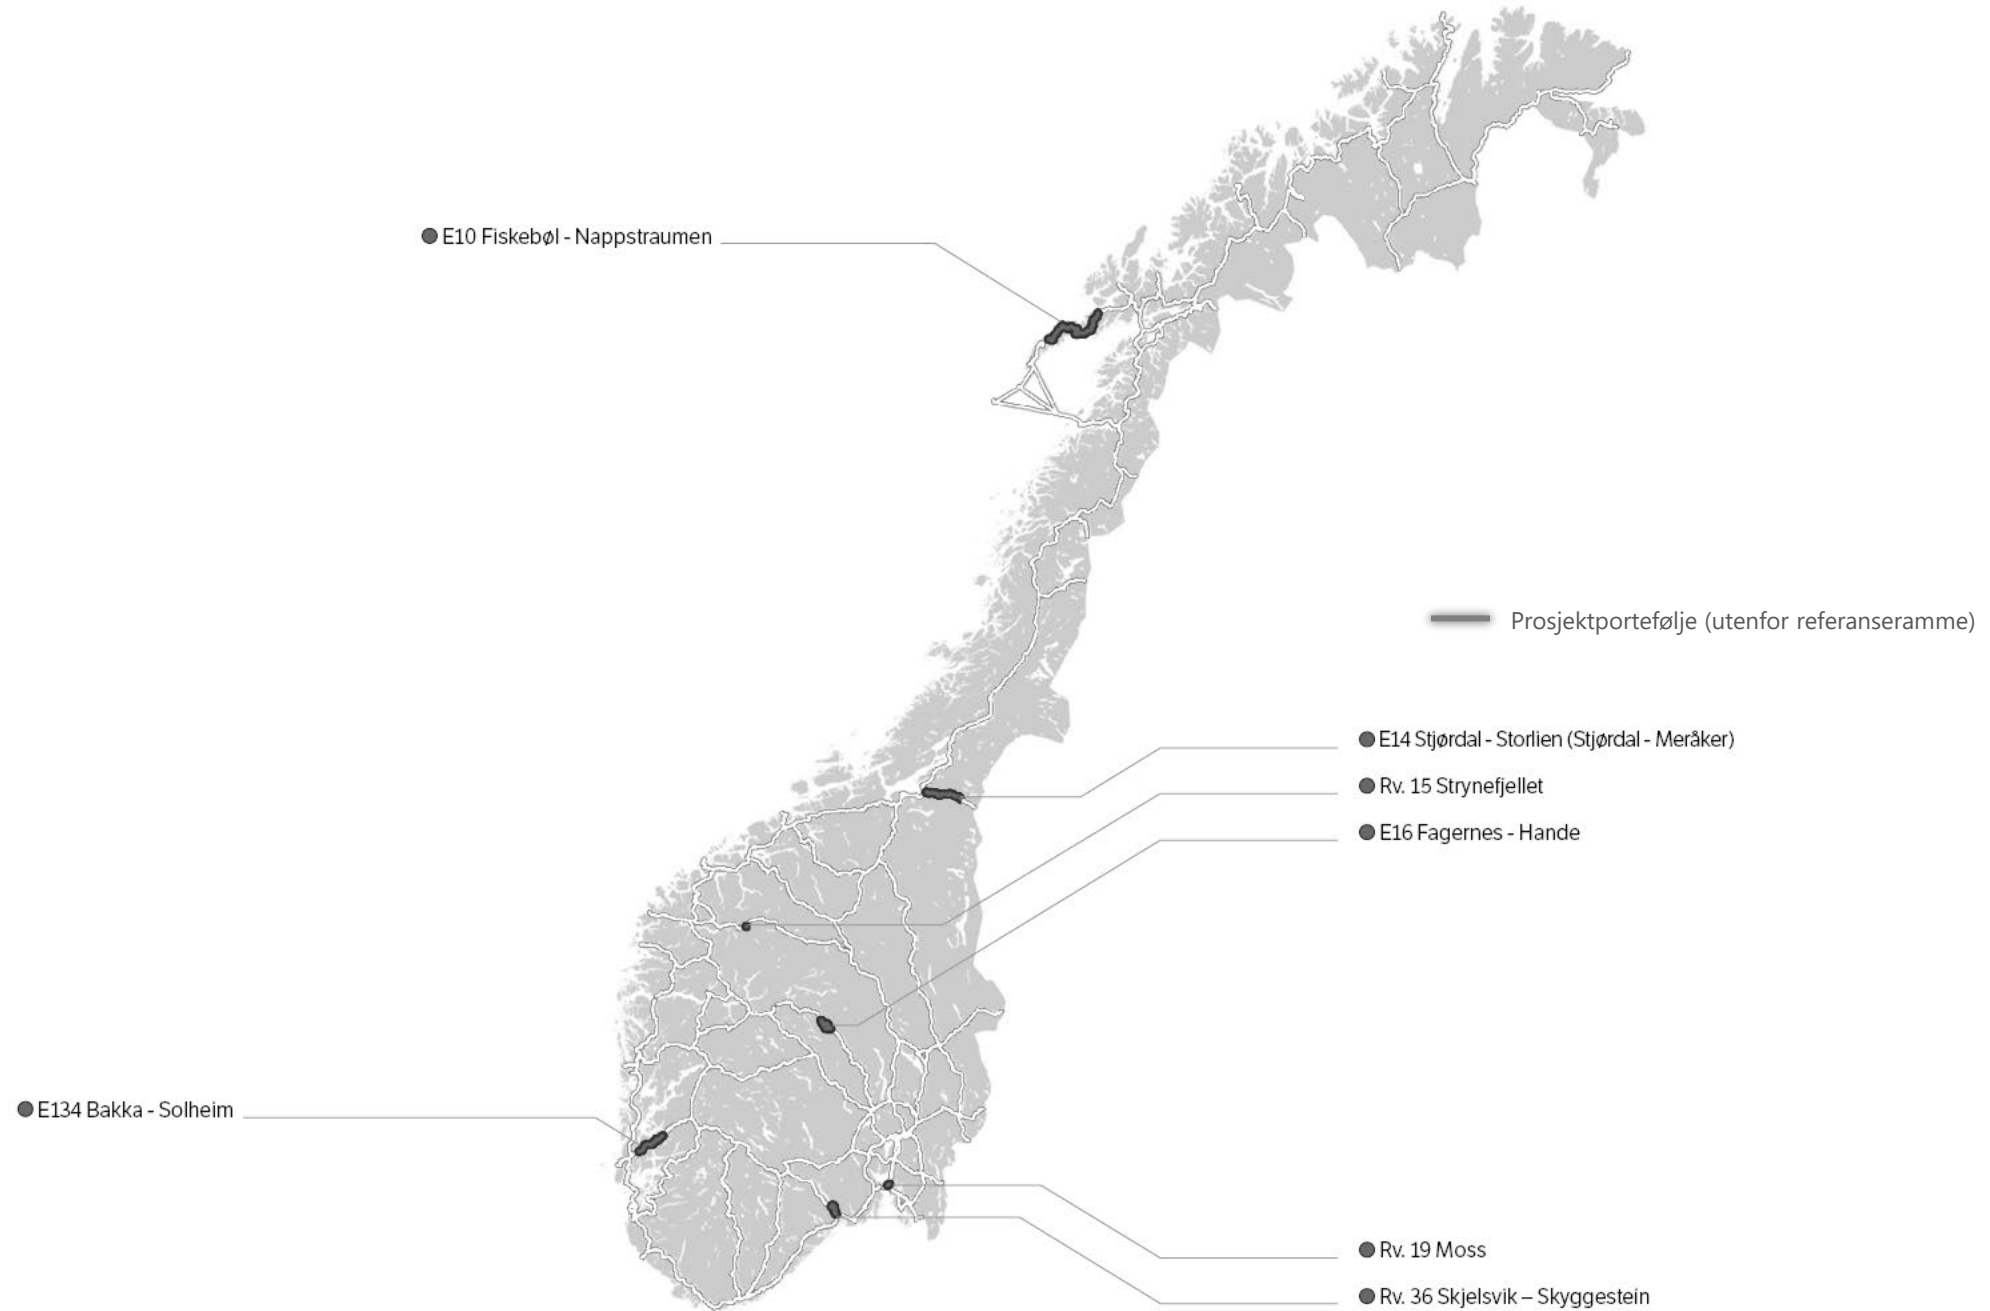 E10 Fiskebøl - Nappstraumen
Prosjektportefølje (utenfor referanseramme)
E14 Stjørdal - Storlien (Stjørdal - Meråker)
Rv. 15 Strynefjellet
E16 Fagernes - Hande
E134 Bakka - Solheim
Rv. 19 Moss
Rv. 36 Skjelsvik – Skyggestein